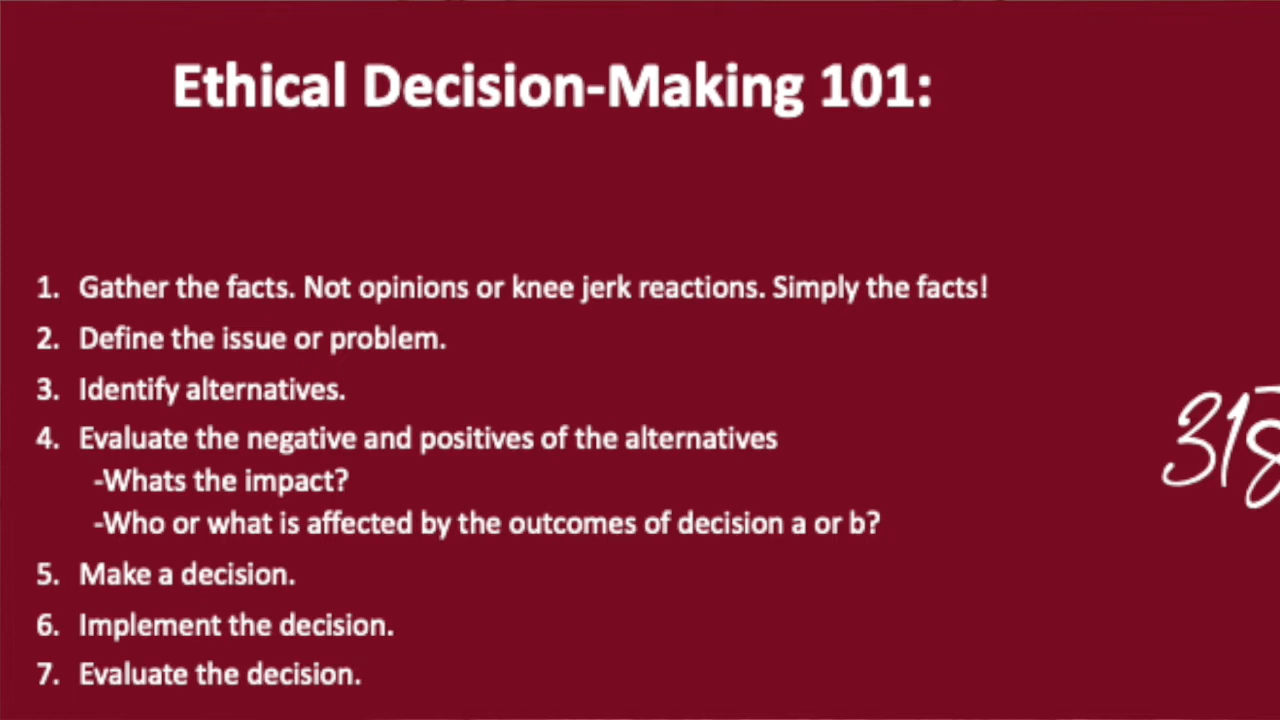 Ethical Decision-Making 101:
1. Gather the facts. Not opinions or knee jerk reactions. Simply the facts!
2. Define the issue or problem.
3. Identify alternatives.
4. Evaluate the negative and positives of the alternatives
-Whats the impact?
-Who or what is affected by the outcomes of decision a or b?
5. Make a decision.
6. Implement the decision.
7. Evaluate the decision.